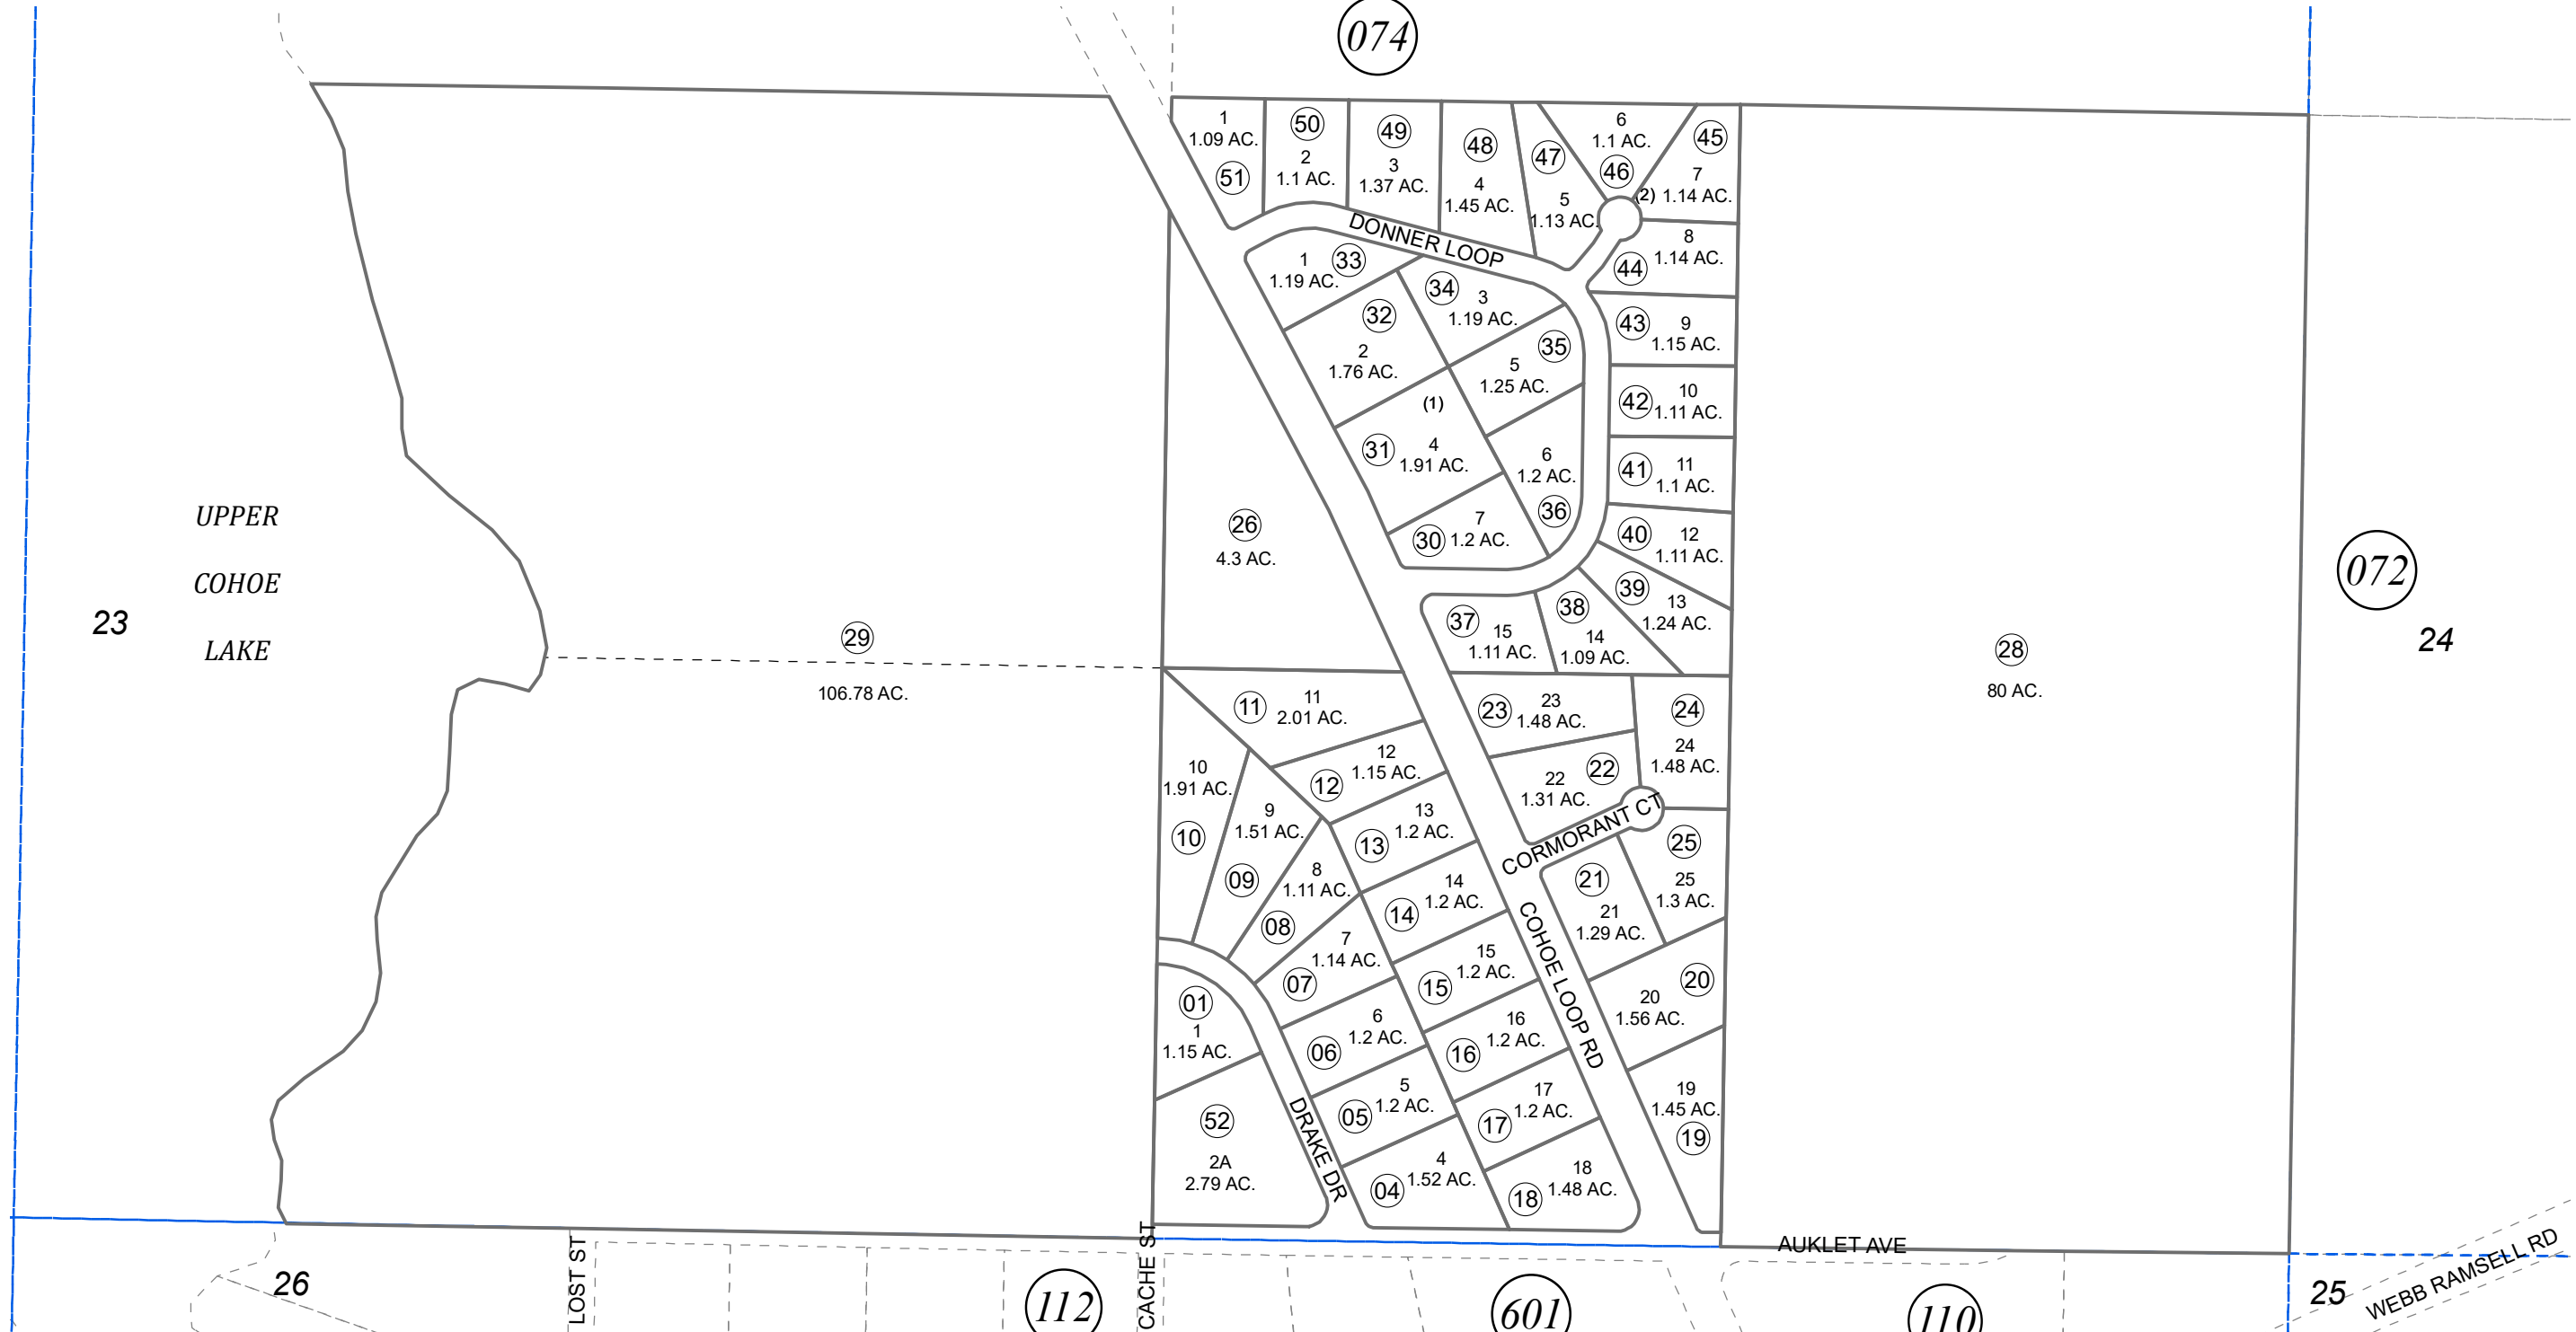 074
1
1.09 AC.
51
50
2
1.1 AC.
49
3
1.37 AC.
48
4
1.45 AC.
47
5
1.13 AC.
6
1.1 AC.
46
45
7
(2) 1.14 AC.
DONNER LOOP
8
1.14 AC.
44
1
1.19 AC.
33
34
3
1.19 AC.
32
2
1.76 AC.
35
5
1.25 AC.
43
9
1.15 AC.
42
10
1.11 AC.
(1)
31
4
1.91 AC.
6
1.2 AC.
36
41
11
1.1 AC.
30
7
1.2 AC.
40
12
1.11 AC.
39
13
1.24 AC.
38
14
1.09 AC.
37
15
1.11 AC.
26
4.3 AC.
UPPER
COHOE
LAKE
23
29
106.78 AC.
28
80 AC.
072
24
11
11
2.01 AC.
23
23
1.48 AC.
24
24
1.48 AC.
12
1.15 AC.
12
22
22
1.31 AC.
10
1.91 AC.
10
9
1.51 AC.
09
13
1.2 AC.
13
CORMORANT CT
8
1.11 AC.
08
14
1.2 AC.
14
21
21
1.29 AC.
25
25
1.3 AC.
7
1.14 AC.
07
15
1.2 AC.
15
COHOE LOOP RD
20
20
1.56 AC.
01
1
1.15 AC.
6
1.2 AC.
06
16
1.2 AC.
16
5
1.2 AC.
05
17
1.2 AC.
17
19
1.45 AC.
19
52
2A
2.79 AC.
DRAKE DR
4
1.52 AC.
04
18
1.48 AC.
18
AUKLET AVE
26
LOST ST
112
CACHE ST
601
110
25
WEBB RAMSELL RD